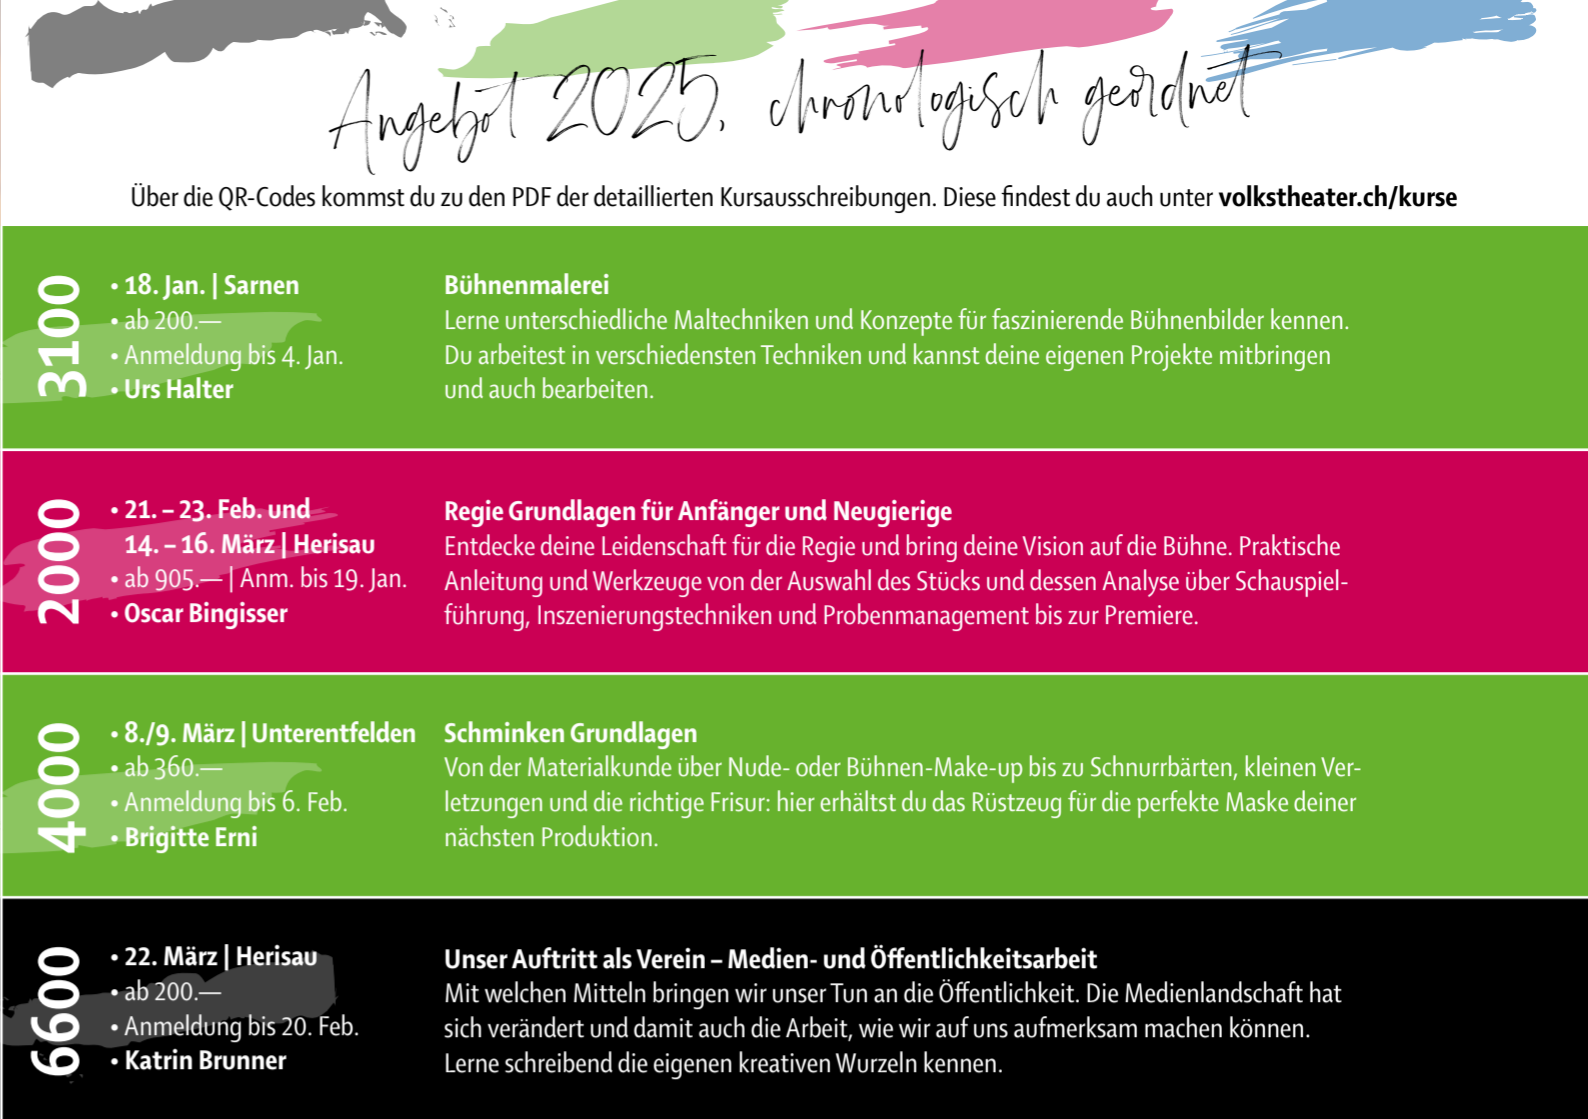 Angebot 2025, chronologisch geordnet
Über die QR-Codes kommst du zu den PDF der detaillierten Kursausschreibungen. Diese findest du auch unter volkstheater.ch/kurse
3100
• 18. Jan. | Sarnen
• ab 200.—
• Anmeldung bis 4. Jan.
• Urs Halter
Bühnenmalerei
Lerne unterschiedliche Maltechniken und Konzepte für faszinierende Bühnenbilder kennen.
Du arbeitest in verschiedensten Techniken und kannst deine eigenen Projekte mitbringen
und auch bearbeiten.
2000
• 21. – 23. Feb. und
14. – 16. März | Herisau
• ab 905.— | Anm. bis 19. Jan.
• Oscar Bingisser
Regie Grundlagen für Anfänger und Neugierige
Entdecke deine Leidenschaft für die Regie und bring deine Vision auf die Bühne. Praktische
Anleitung und Werkzeuge von der Auswahl des Stücks und dessen Analyse über Schauspiel-
führung, Inszenierungstechniken und Probenmanagement bis zur Premiere.
4000
• 8./9. März | Unterentfelden
• ab 360.—
• Anmeldung bis 6. Feb.
• Brigitte Erni
Schminken Grundlagen
Von der Materialkunde über Nude- oder Bühnen-Make-up bis zu Schnurrbärten, kleinen Ver-
letzungen und die richtige Frisur: hier erhältst du das Rüstzeug für die perfekte Maske deiner
nächsten Produktion.
6600
• 22. März | Herisau
• ab 200.—
• Anmeldung bis 20. Feb.
• Katrin Brunner
Unser Auftritt als Verein – Medien- und Öffentlichkeitsarbeit
Mit welchen Mitteln bringen wir unser Tun an die Öffentlichkeit. Die Medienlandschaft hat
sich verändert und damit auch die Arbeit, wie wir auf uns aufmerksam machen können.
Lerne schreibend die eigenen kreativen Wurzeln kennen.